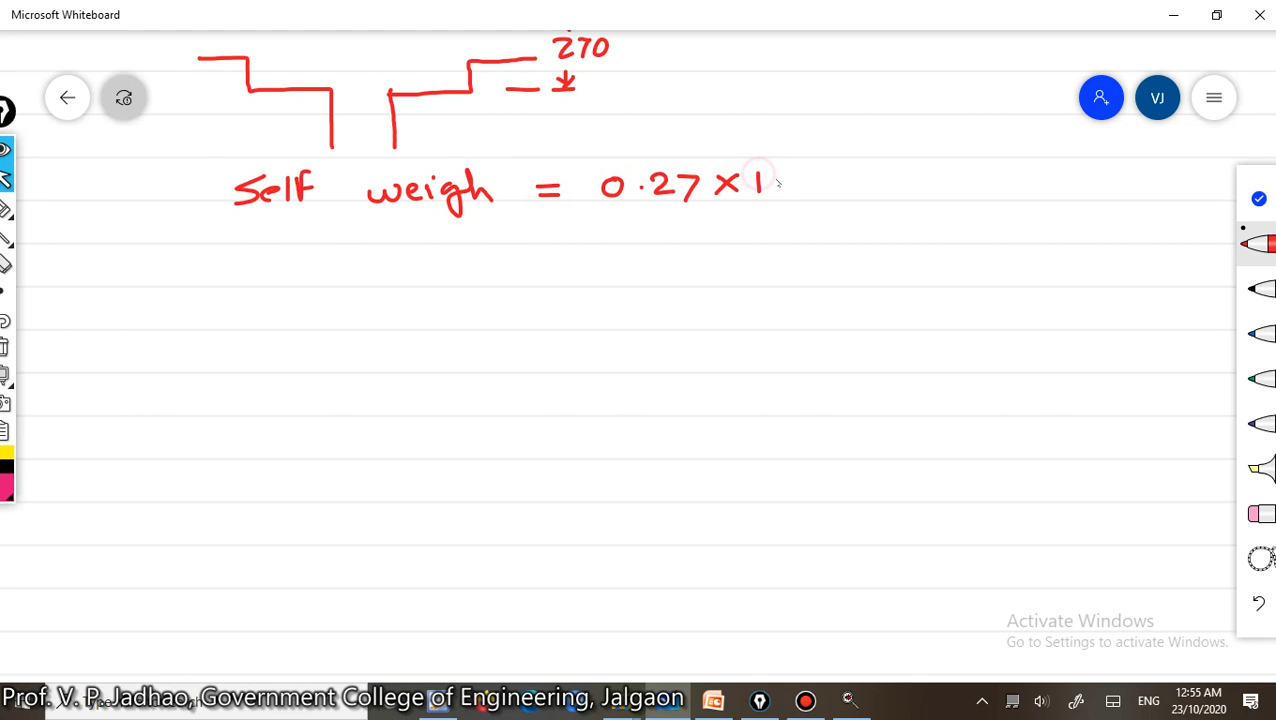 Microsoft Whiteboard
270
VJ
Self weigh = 0.27 × 1
Activate Windows
Go to Settings to activate Windows.
Prof. V. P. Jadhao, Government College of Engineering, Jalgaon
ENG
12:55 AM
23/10/2020